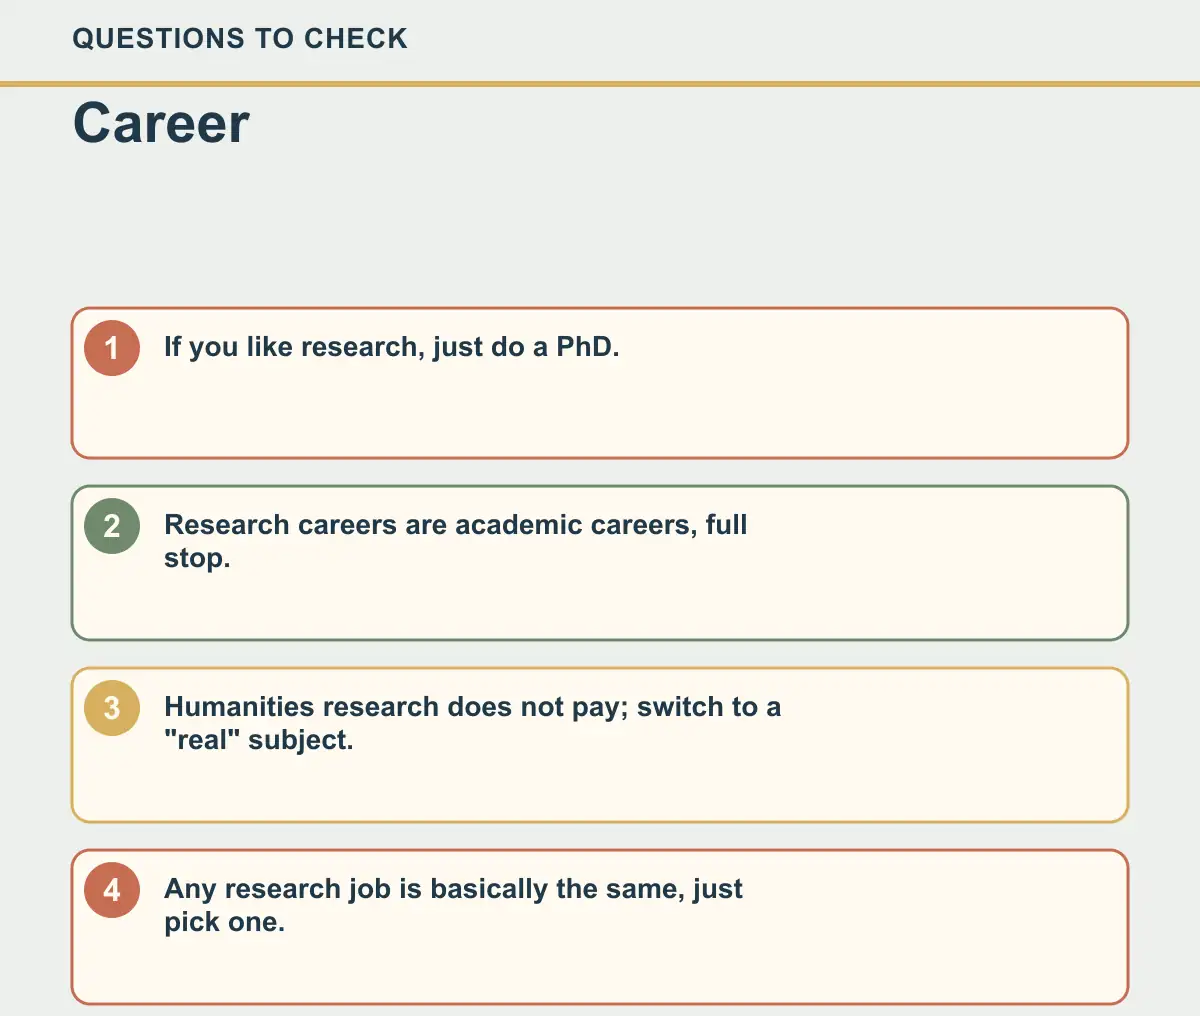 QUESTIONS TO CHECK
Career
1
If you like research, just do a PhD.
2
Research careers are academic careers, full
stop.
3
Humanities research does not pay; switch to a
"real" subject.
4
Any research job is basically the same, just
pick one.